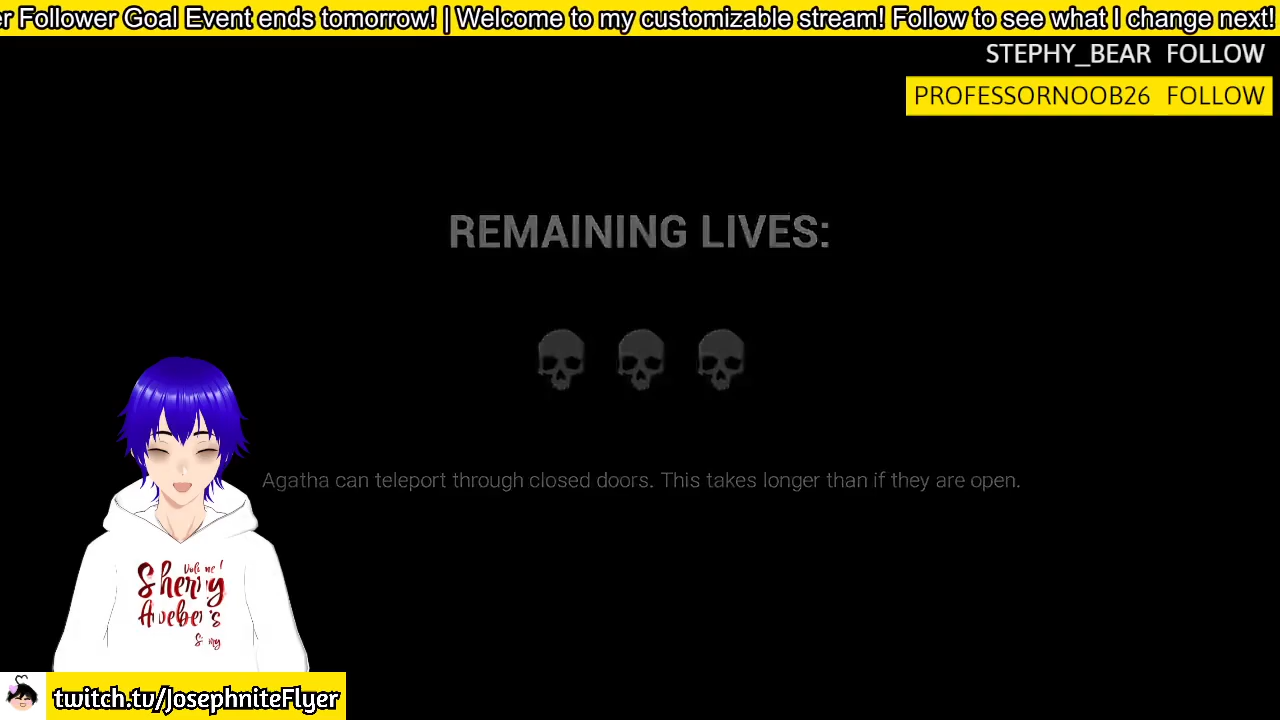 er Follower Goal Event ends tomorrow! | Welcome to my customizable stream! Follow to see what I change next!
STEPHY_BEAR FOLLOW
PROFESSORNOOB26 FOLLOW
REMAINING LIVES:
Agatha can teleport through closed doors. This takes longer than if they are open.
Sherry
twitch.tv/JosephniteFlyer